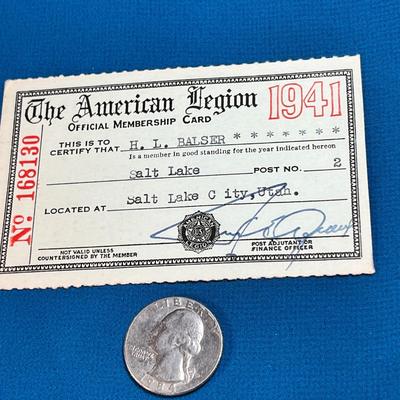 The American Legion 1941
OFFICIAL MEMBERSHIP CARD
THIS IS TO
CERTIFY THAT H. L. BALSER * * * * * * *
Is a member in good standing for the year indicated hereon
Salt Lake POST NO. 2
LOCATED AT Salt Lake City, Utah.
NOT VALID UNLESS
COUNTERSIGNED BY THE MEMBER
POST ADJUTANT OR
FINANCE OFFICER
No 168130
LIBERTY